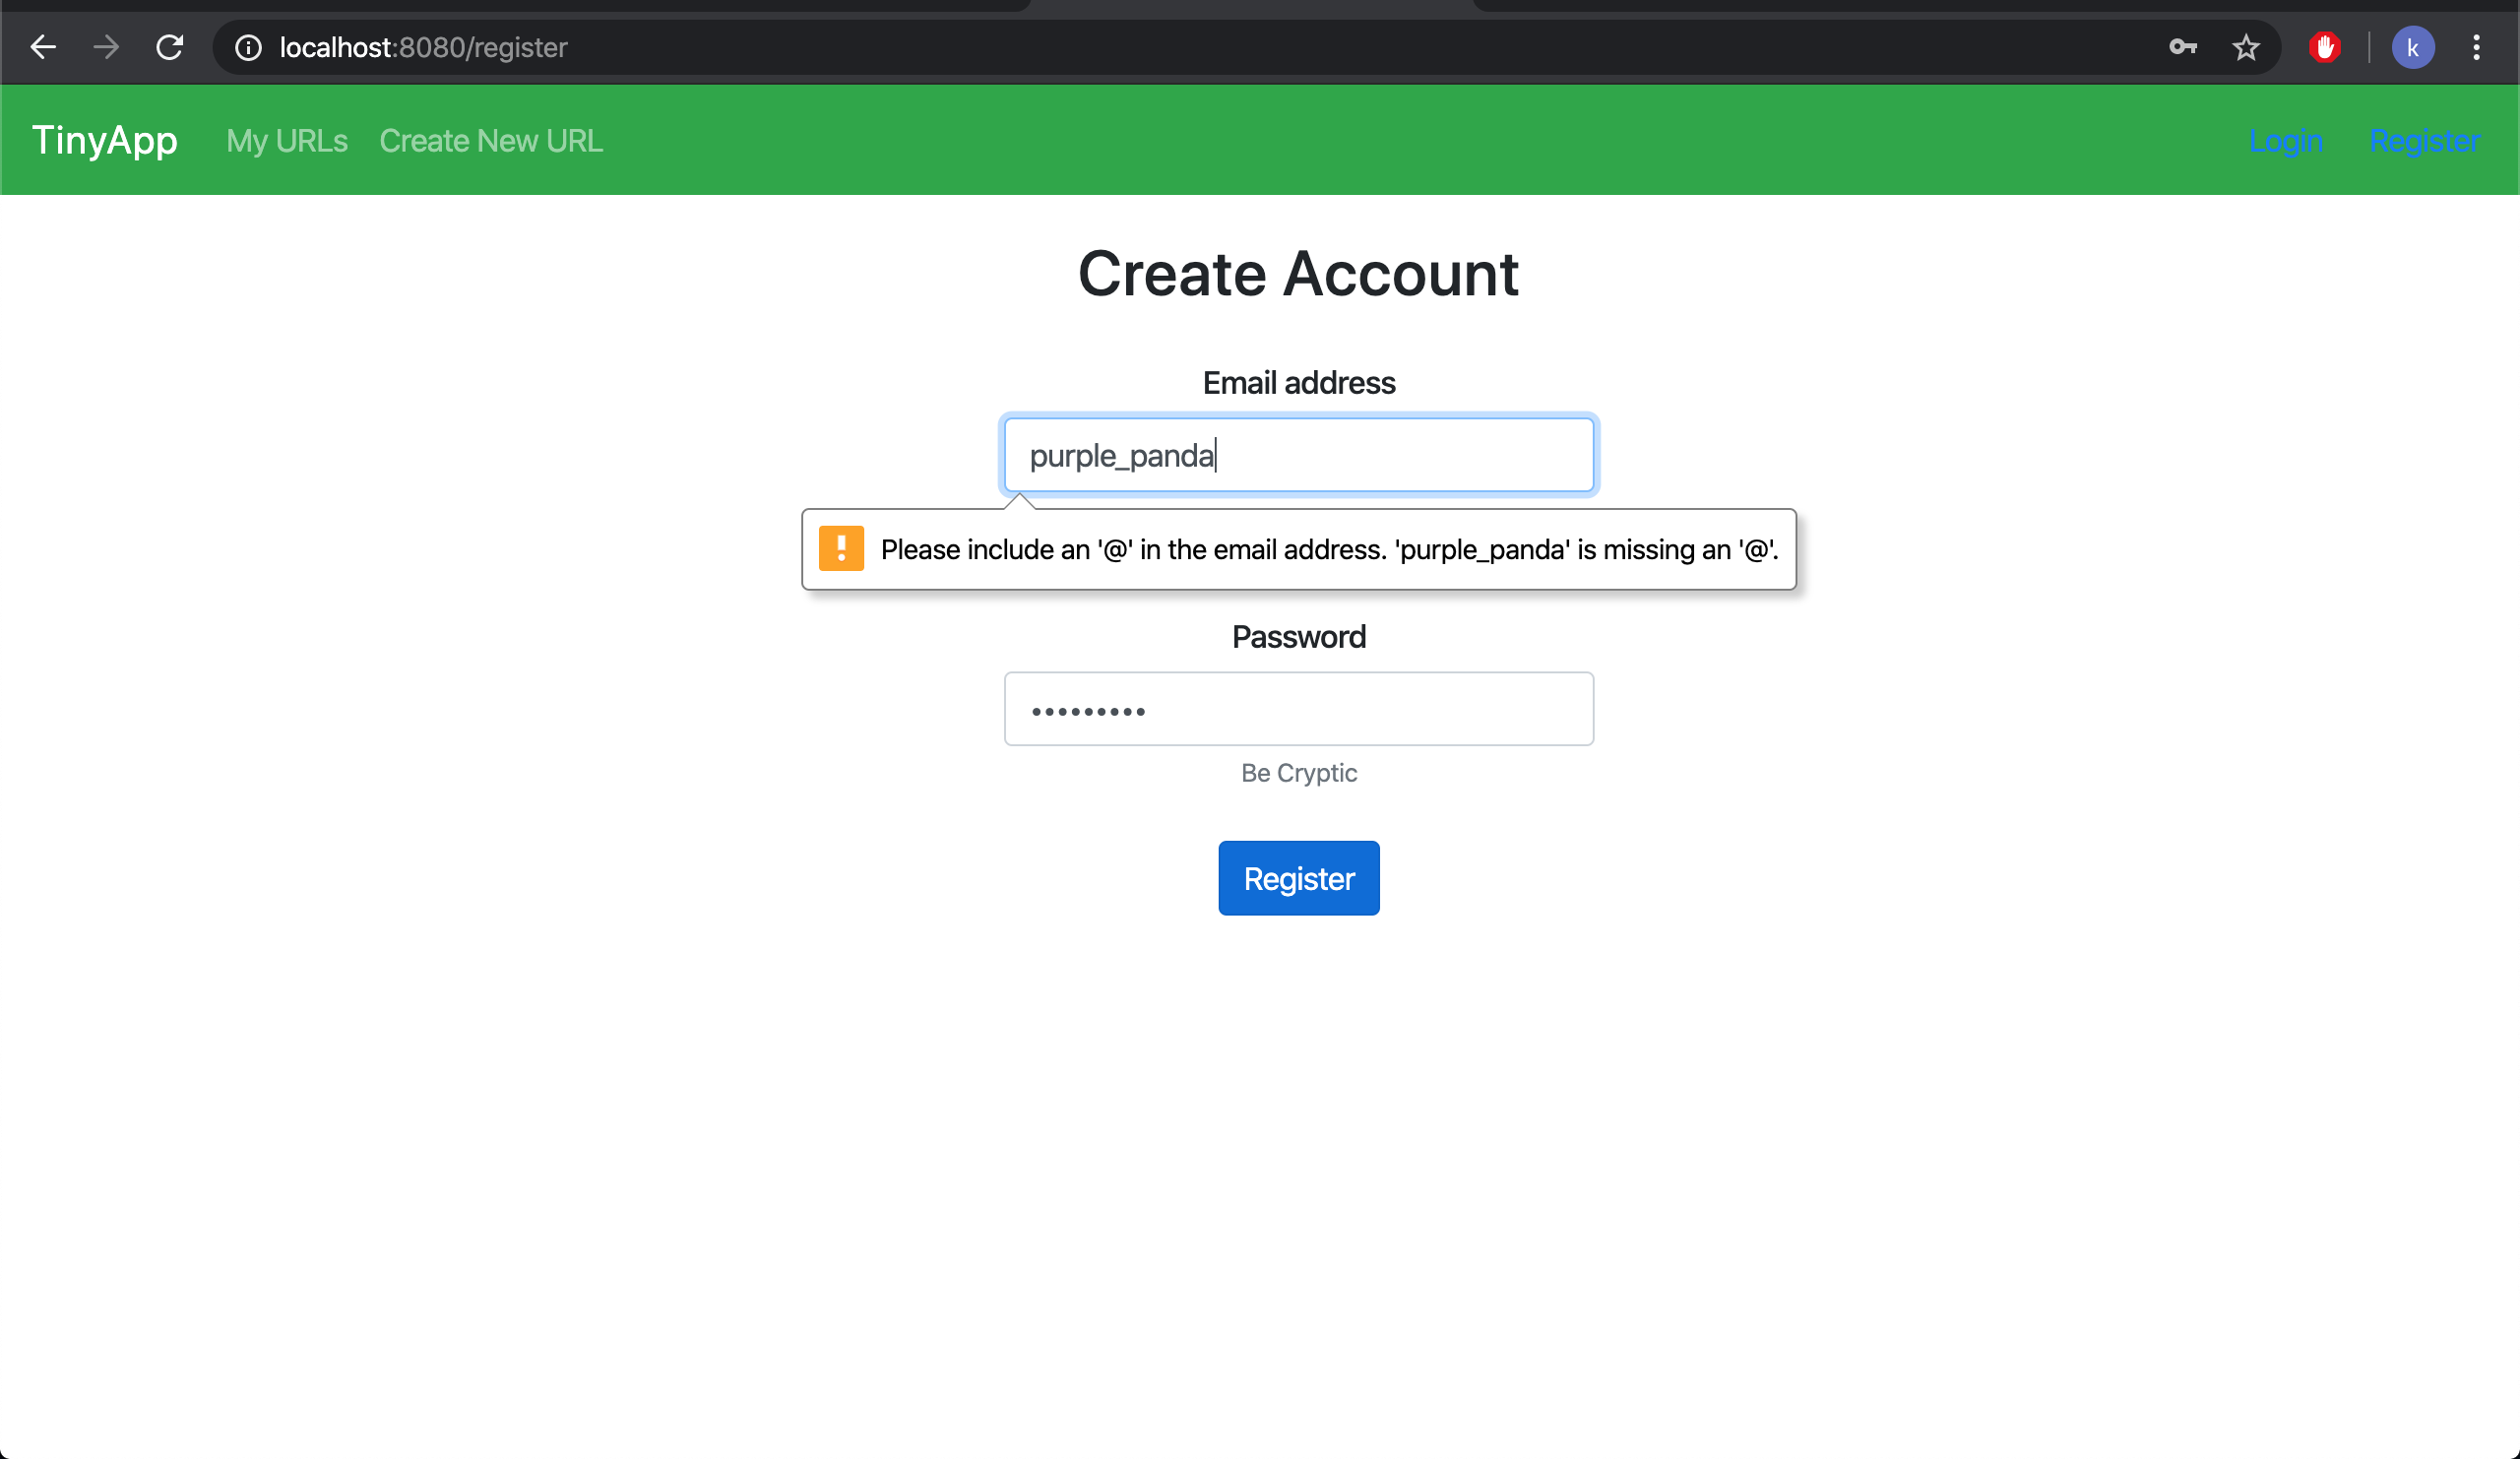 localhost:8080/register
k
TinyApp My URLs Create New URL Login Register
Create Account
Email address
purple_panda
Please include an '@' in the email address. 'purple_panda' is missing an '@'.
Password
•••••••••
Be Cryptic
Register